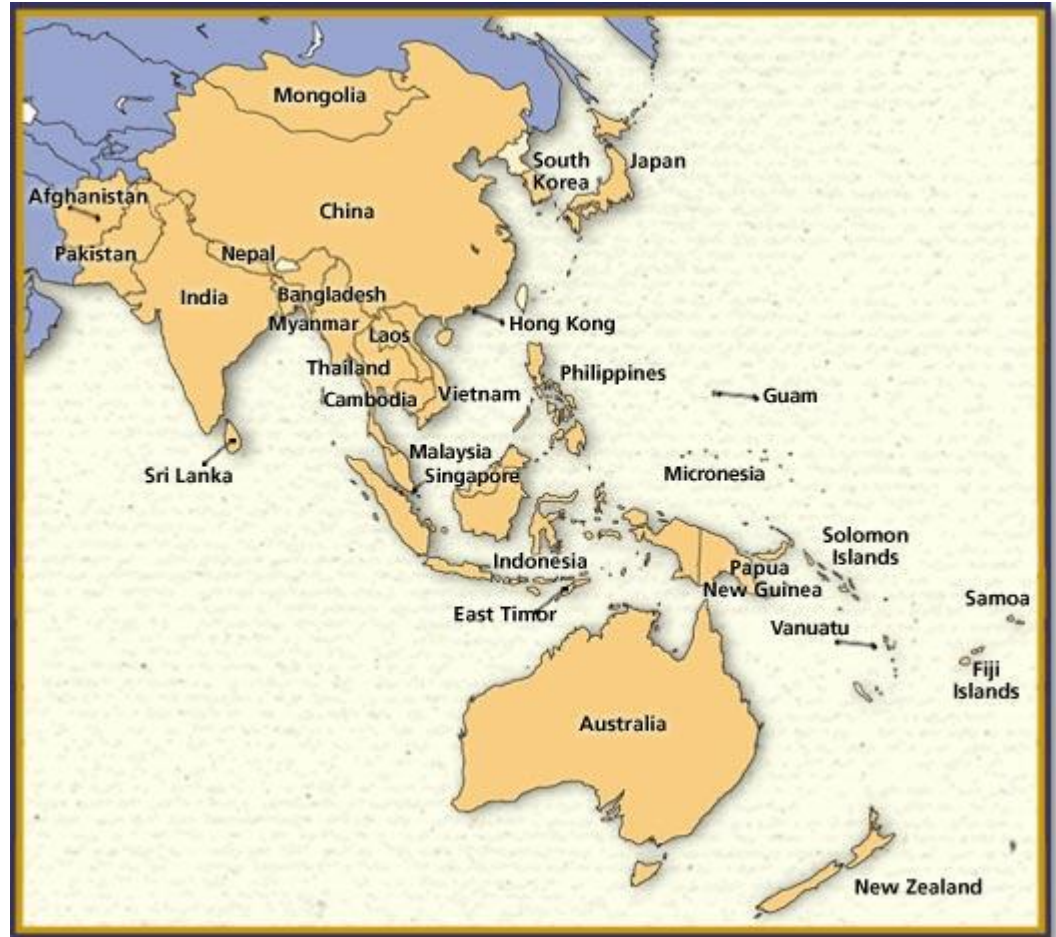 Mongolia
South
Korea
Japan
Afghanistan
China
Pakistan
Nepal
India
Bangladesh
Myanmar
Hong Kong
Laos
Thailand
Philippines
Cambodia
Vietnam
Guam
Malaysia
Sri Lanka
Singapore
Micronesia
Solomon
Islands
Indonesia
Papua
New Guinea
East Timor
Samoa
Vanuatu
Fiji
Islands
Australia
New Zealand